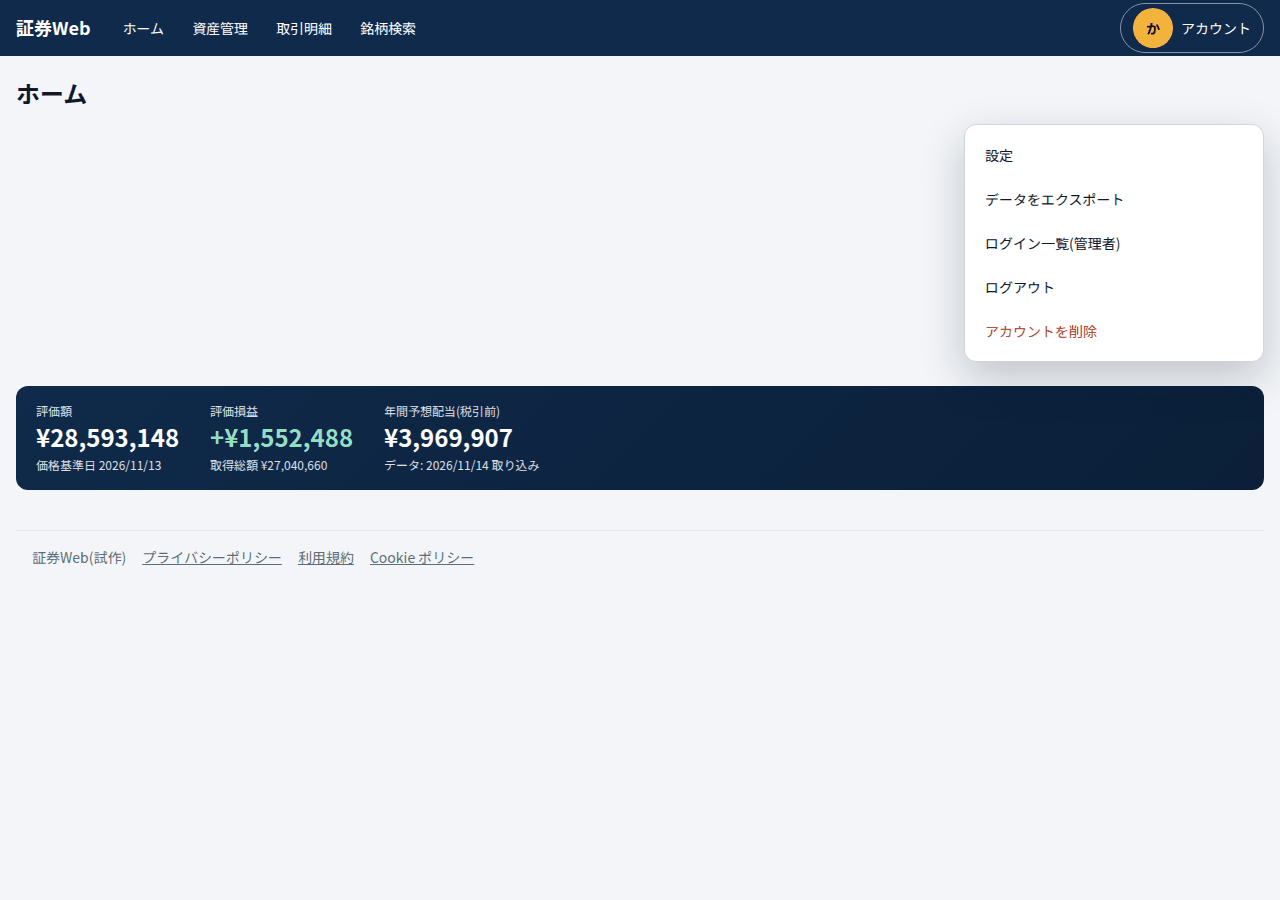 証券Web ホーム 資産管理 取引明細 銘柄検索 か アカウント
ホーム
設定
データをエクスポート
ログイン一覧(管理者)
ログアウト
アカウントを削除
評価額 評価損益 年間予想配当(税引前)
¥28,593,148 +¥1,552,488 ¥3,969,907
価格基準日 2026/11/13 取得総額 ¥27,040,660 データ: 2026/11/14 取り込み
証券Web(試作) プライバシーポリシー 利用規約 Cookie ポリシー